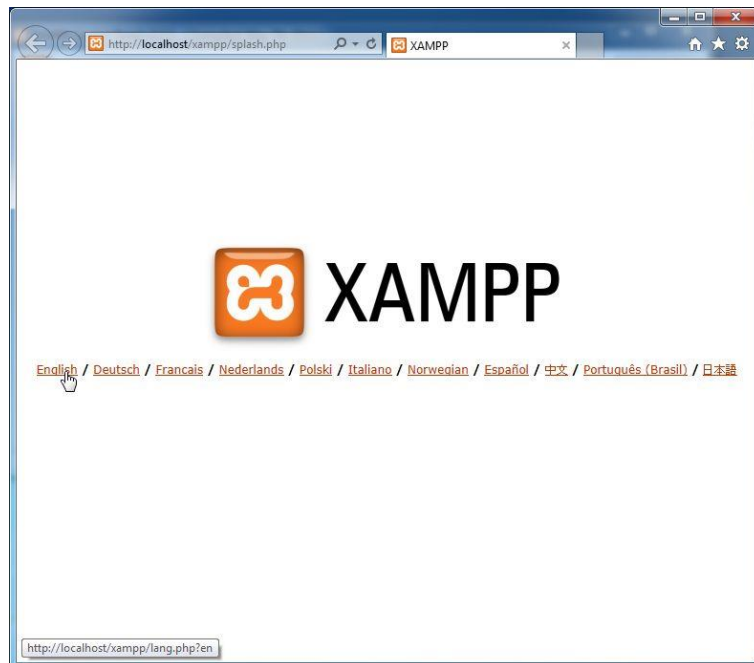 http://localhost/xampp/splash.php XAMPP
XAMPP
English / Deutsch / Francais / Nederlands / Polski / Italiano / Norwegian / Español / 中文 / Português (Brasil) / 日本語
http://localhost/xampp/lang.php?en